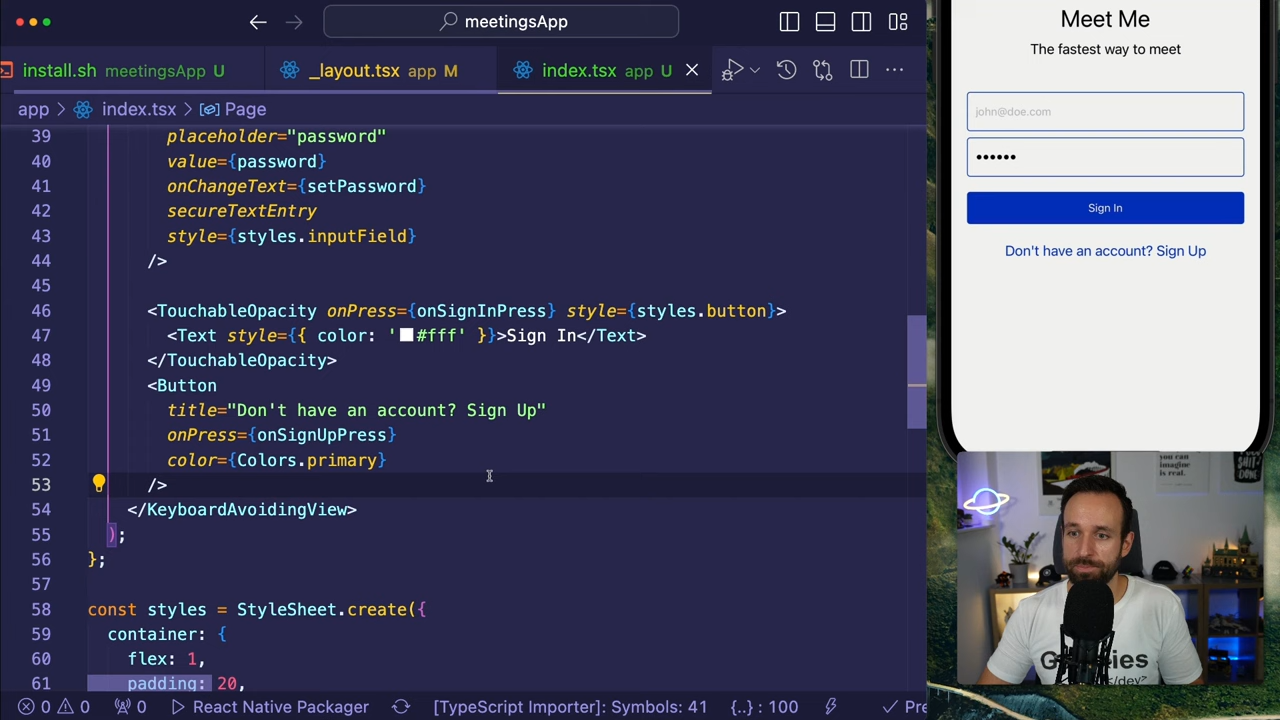 meetingsApp
install.sh meetingsApp U
_layout.tsx app M
index.tsx app U
app > index.tsx > Page
39 placeholder="password"
40 value={password}
41 onChangeText={setPassword}
42 secureTextEntry
43 style={styles.inputField}
44 />
45
46 <TouchableOpacity onPress={onSignInPress} style={styles.button}>
47 <Text style={{ color: '#fff' }}>Sign In</Text>
48 </TouchableOpacity>
49 <Button
50 title="Don't have an account? Sign Up"
51 onPress={onSignUpPress}
52 color={Colors.primary}
53 />
54 </KeyboardAvoidingView>
55 );
56 };
57
58 const styles = StyleSheet.create({
59 container: {
60 flex: 1,
61 padding: 20,
0 0 0 React Native Packager [TypeScript Importer]: Symbols: 41 {..} : 100 Pre
Meet Me
The fastest way to meet
john@doe.com
••••••
Sign In
Don't have an account? Sign Up